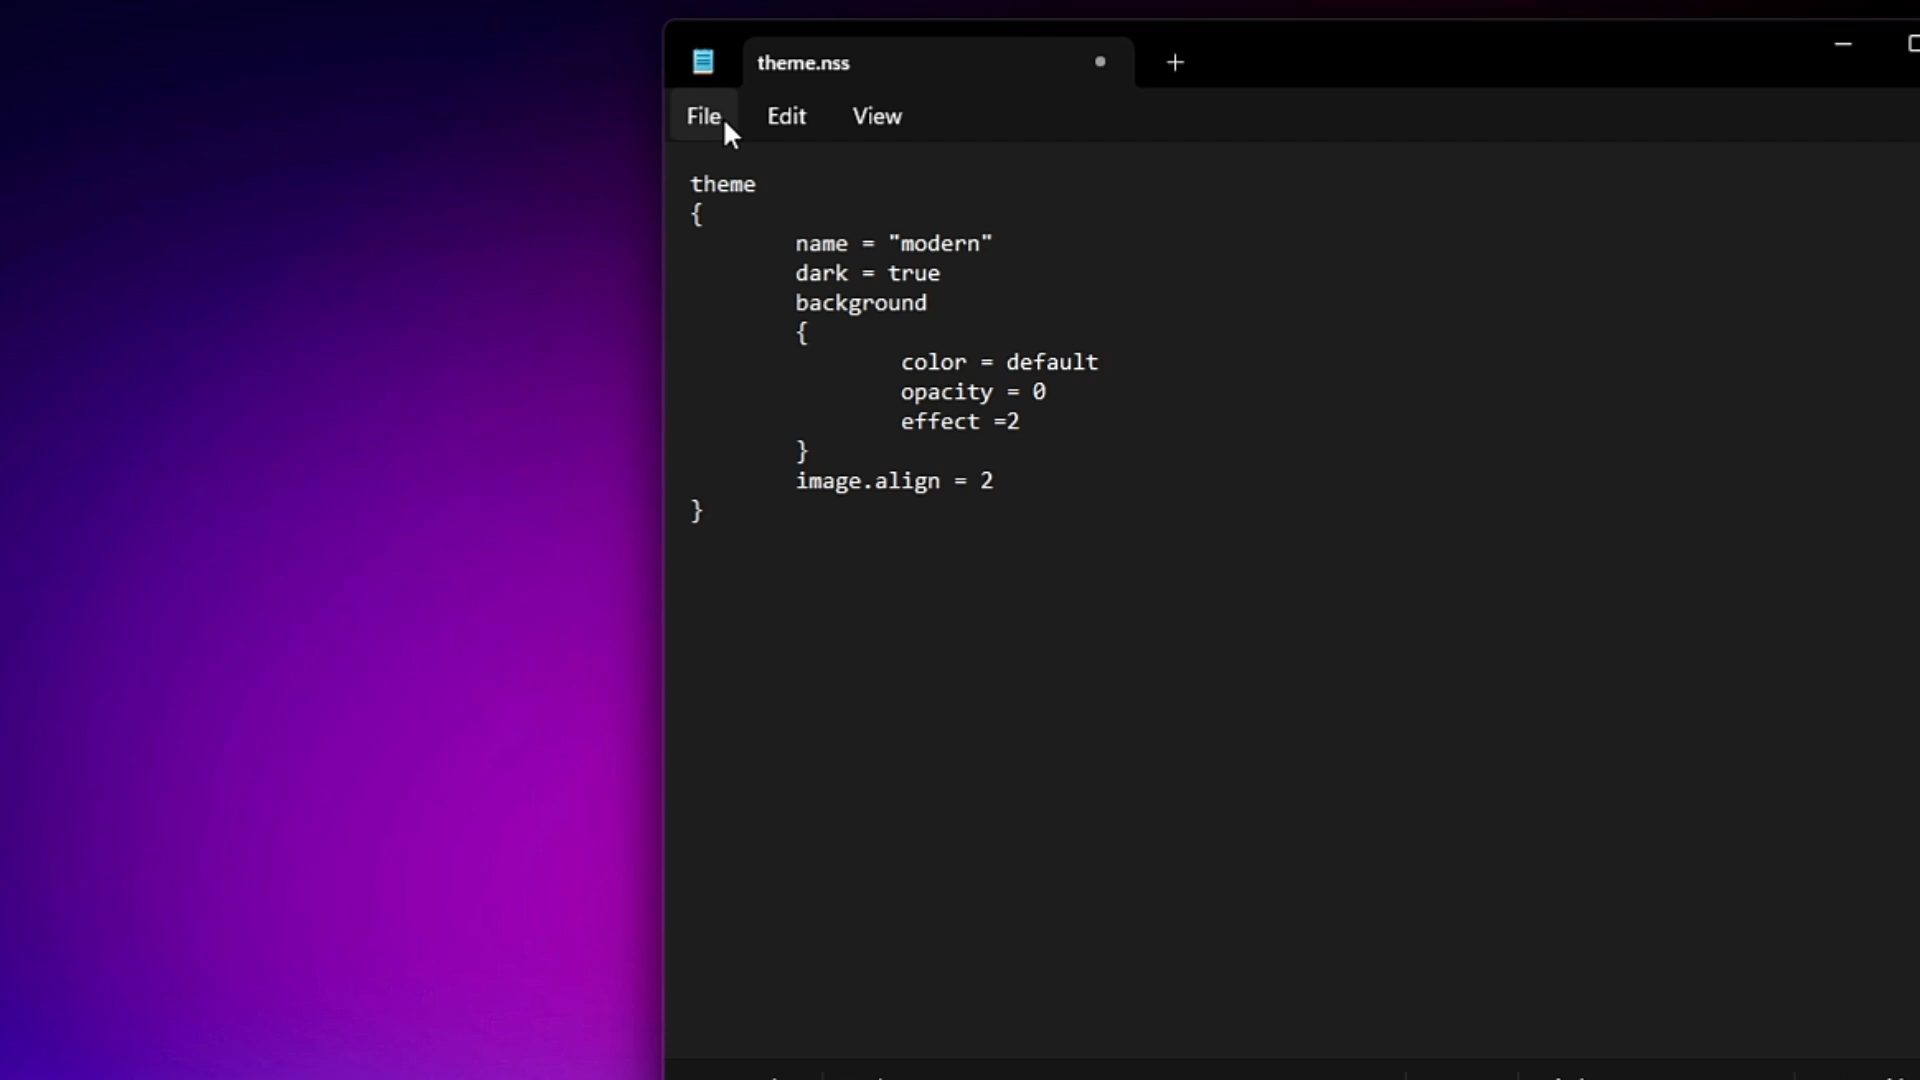 theme.nss
File Edit View
theme
{
name = "modern"
dark = true
background
{
color = default
opacity = 0
effect =2
}
image.align = 2
}